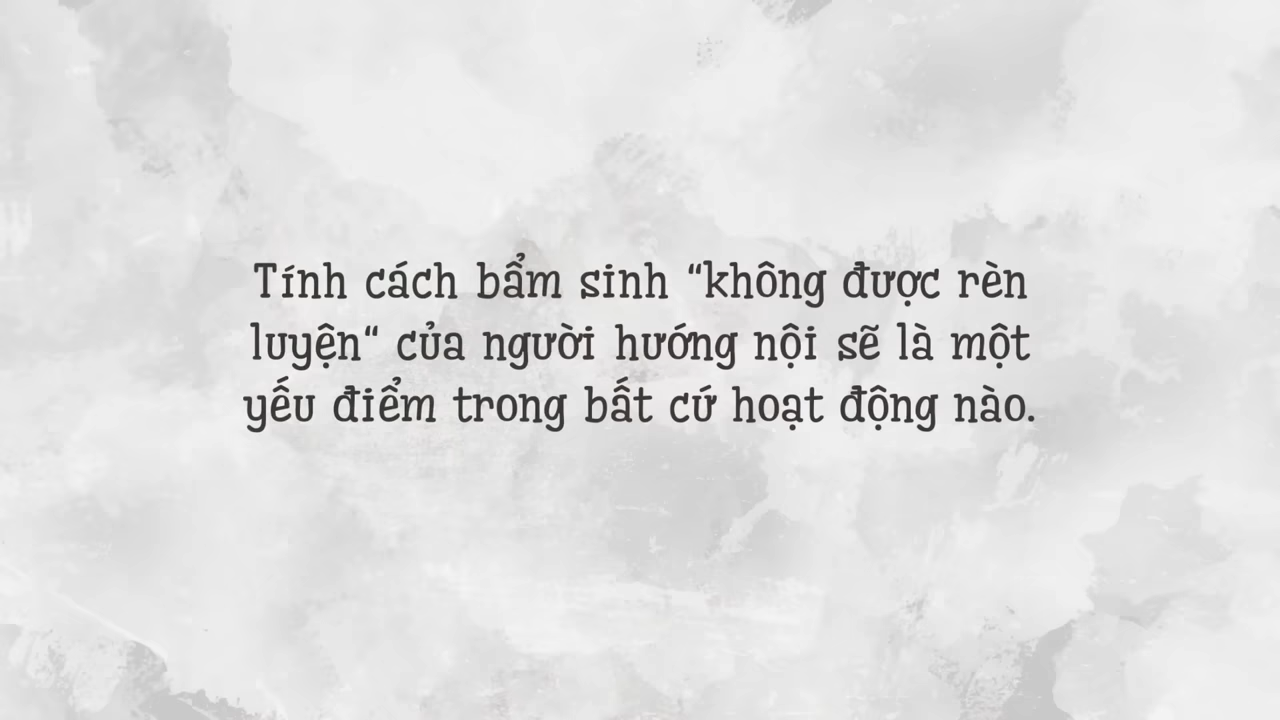 Tính cách bẩm sinh “không được rèn
luyện“ của người hướng nội sẽ là một
yếu điểm trong bất cứ hoạt động nào.